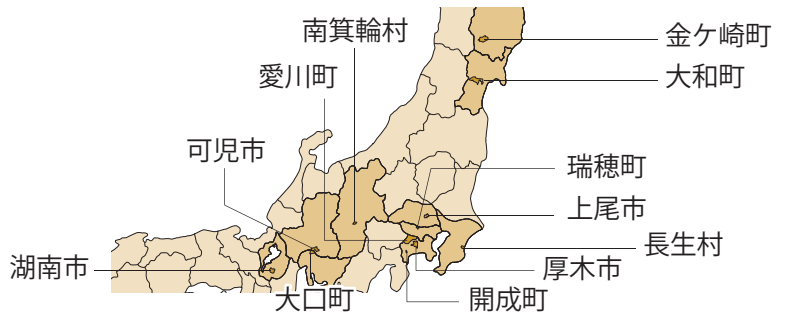 南箕輪村
金ケ崎町
愛川町
大和町
可児市
瑞穂町
上尾市
長生村
湖南市
厚木市
大口町
開成町